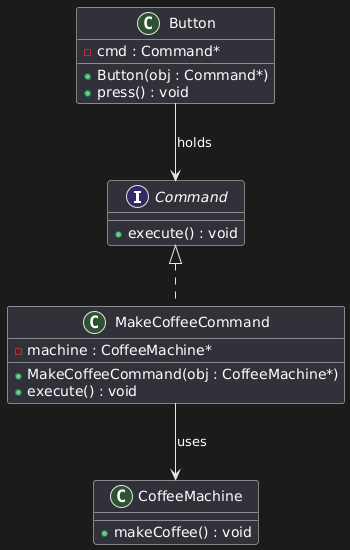 C Button
cmd : Command*
Button(obj : Command*)
press() : void
holds
I Command
execute() : void
C MakeCoffeeCommand
machine : CoffeeMachine*
MakeCoffeeCommand(obj : CoffeeMachine*)
execute() : void
uses
C CoffeeMachine
makeCoffee() : void